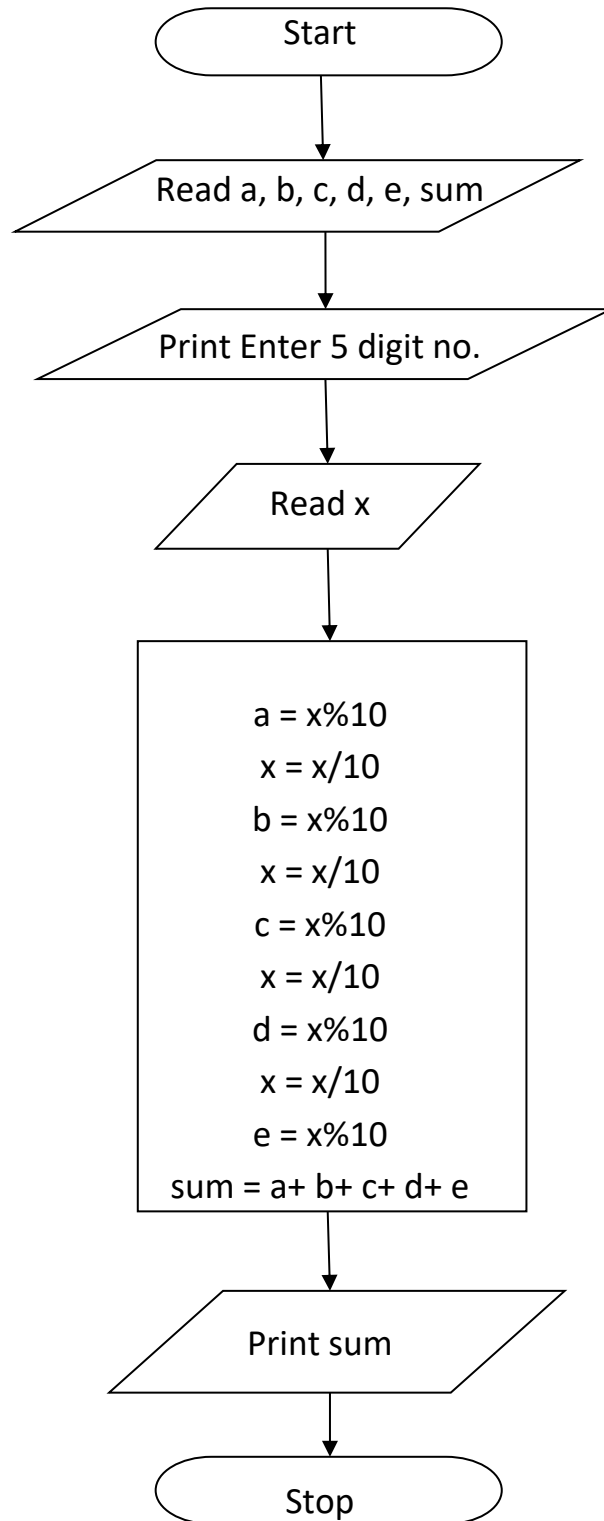 Start
Read a, b, c, d, e, sum
Print Enter 5 digit no.
Read x
a = x%10
x = x/10
b = x%10
x = x/10
c = x%10
x = x/10
d = x%10
x = x/10
e = x%10
sum = a+ b+ c+ d+ e
Print sum
Stop